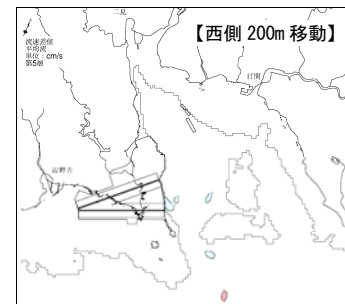 二見
【西側 200m 移動】
流速差値
平均流
単位：cm/s
第5層
汀間
辺野古